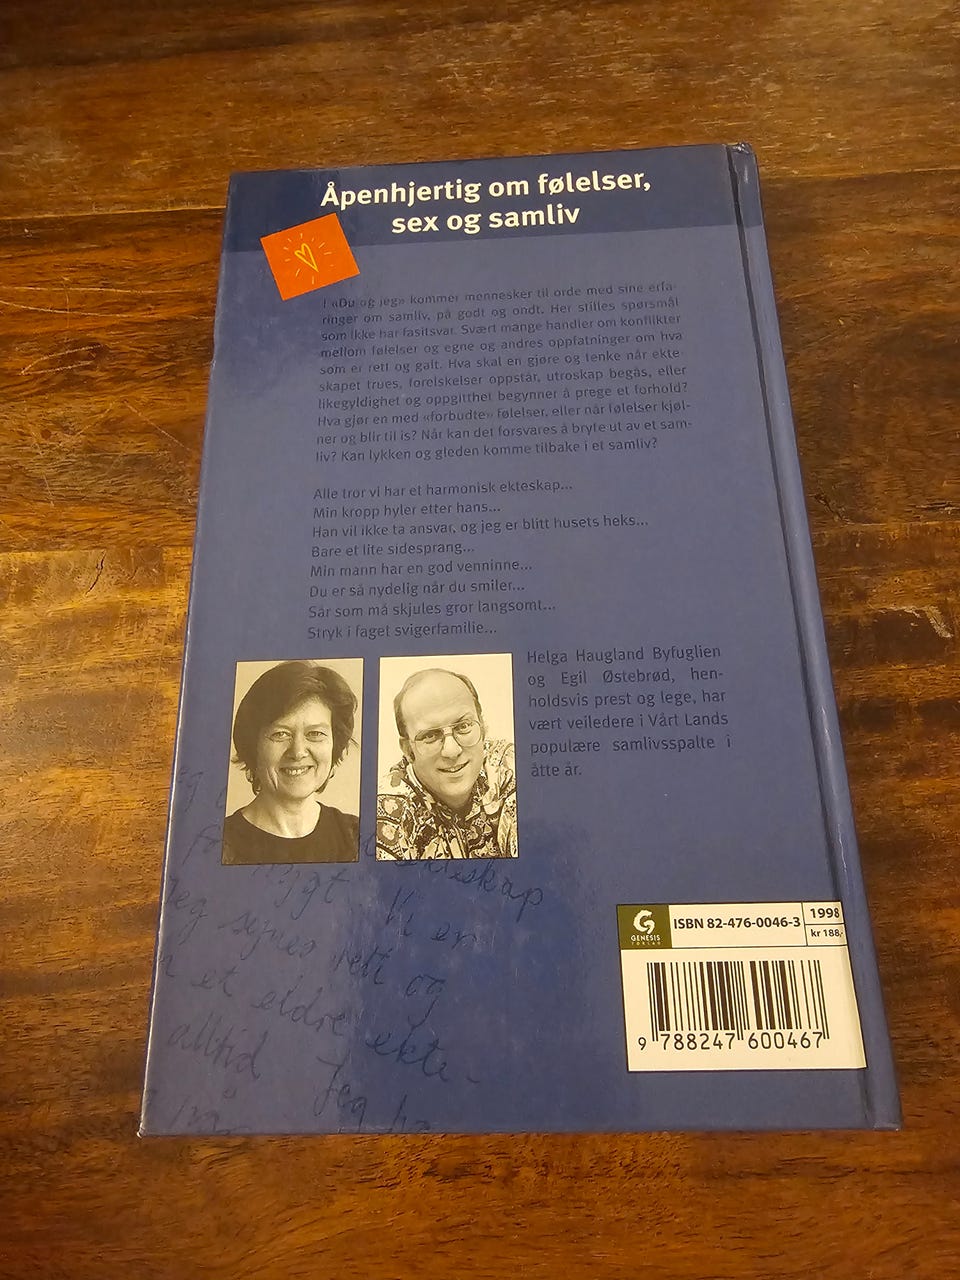 Åpenhjertig om følelser,
sex og samliv
I «Du og jeg» kommer mennesker til orde med sine erfa-
ringer om samliv, på godt og ondt. Her stilles spørsmål
som ikke har fasitsvar. Svært mange handler om konflikter
mellom følelser og egne og andres oppfatninger om hva
som er rett og galt. Hva skal en gjøre og tenke når ekte-
skapet trues, forelskelser oppstår, utroskap begås, eller
likegyldighet og oppgitthet begynner å prege et forhold?
Hva gjør en med «forbudte» følelser, eller når følelser kjøl-
ner og blir til is? Når kan det forsvares å bryte ut av et sam-
liv? Kan lykken og gleden komme tilbake i et samliv?
Alle tror vi har et harmonisk ekteskap...
Min kropp hyler etter hans...
Han vil ikke ta ansvar, og jeg er blitt husets heks...
Bare et lite sidesprang...
Min mann har en god venninne...
Du er så nydelig når du smiler...
Sår som må skjules gror langsomt...
Stryk i faget svigerfamilie...
Helga Haugland Byfuglien
og Egil Østebrød, hen-
holdsvis prest og lege, har
vært veiledere i Vårt Lands
populære samlivsspalte i
åtte år.
ekteskap
nygt. Vi er
Jeg synes rett og
et eldre ekte-
alltid Jeg ha
må
GENESIS
FORLAG
ISBN 82-476-0046-3
1998
kr 188,-
9 788247 600467